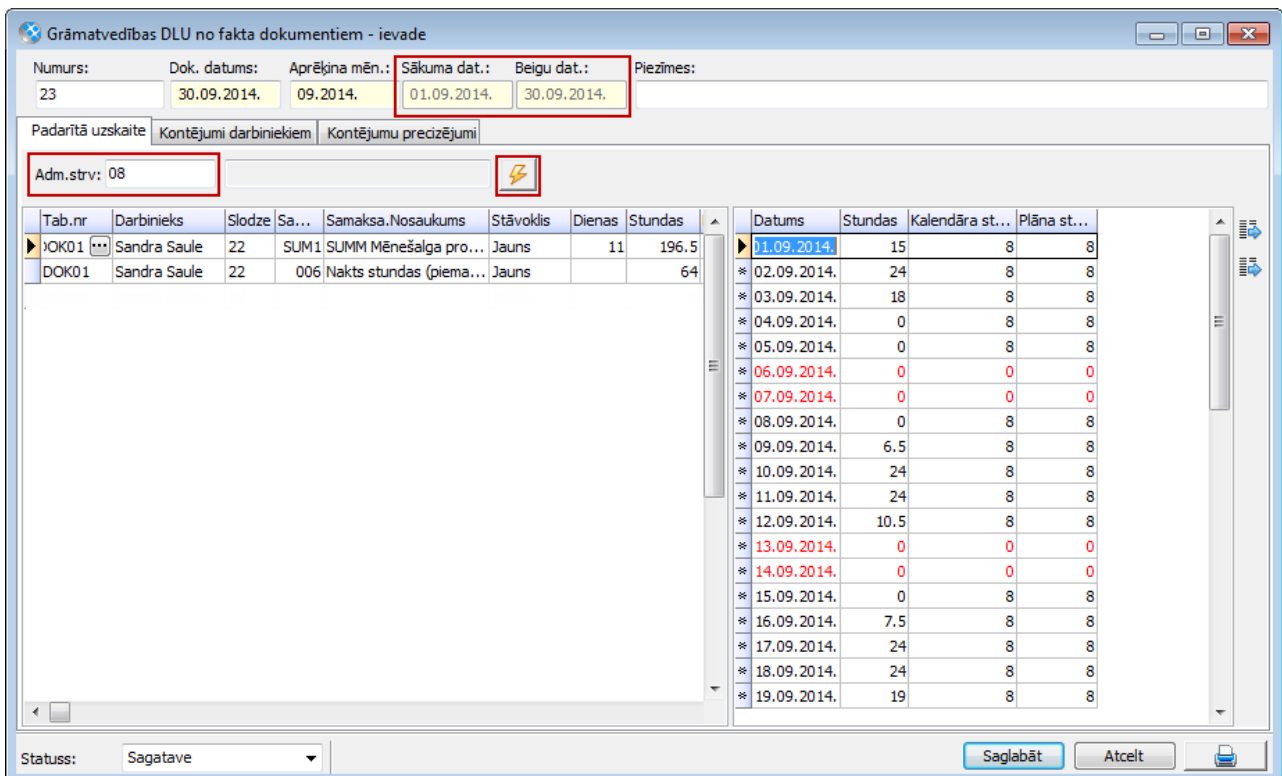 Grāmatvedības DLU no fakta dokumentiem - ievade
Numurs: Dok. datums: Aprēķina mēn.: Sākuma dat.: Beigu dat.: Piezīmes:
23 30.09.2014. 09.2014. 01.09.2014. 30.09.2014.
Padarītā uzskaite Kontējumi darbiniekiem Kontējumu precizējumi
Adm.strv: 08
Tab.nr Darbinieks Slodze Sa... Samaksa.Nosaukums Stāvoklis Dienas Stundas Datums Stundas Kalendāra st... Plāna st...
OK01 ... Sandra Saule 22 SUM1 SUMM Mēnešalga pro... Jauns 11 196.5 01.09.2014. 15 8 8
DOK01 Sandra Saule 22 006 Nakts stundas (piema... Jauns 64 02.09.2014. 24 8 8
03.09.2014. 18 8 8
04.09.2014. 0 8 8
05.09.2014. 0 8 8
06.09.2014. 0 0 0
07.09.2014. 0 0 0
08.09.2014. 0 8 8
09.09.2014. 6.5 8 8
10.09.2014. 24 8 8
11.09.2014. 24 8 8
12.09.2014. 10.5 8 8
13.09.2014. 0 0 0
14.09.2014. 0 0 0
15.09.2014. 0 8 8
16.09.2014. 7.5 8 8
17.09.2014. 24 8 8
18.09.2014. 24 8 8
19.09.2014. 19 8 8
Statuss: Sagatave Saglabāt Atcelt